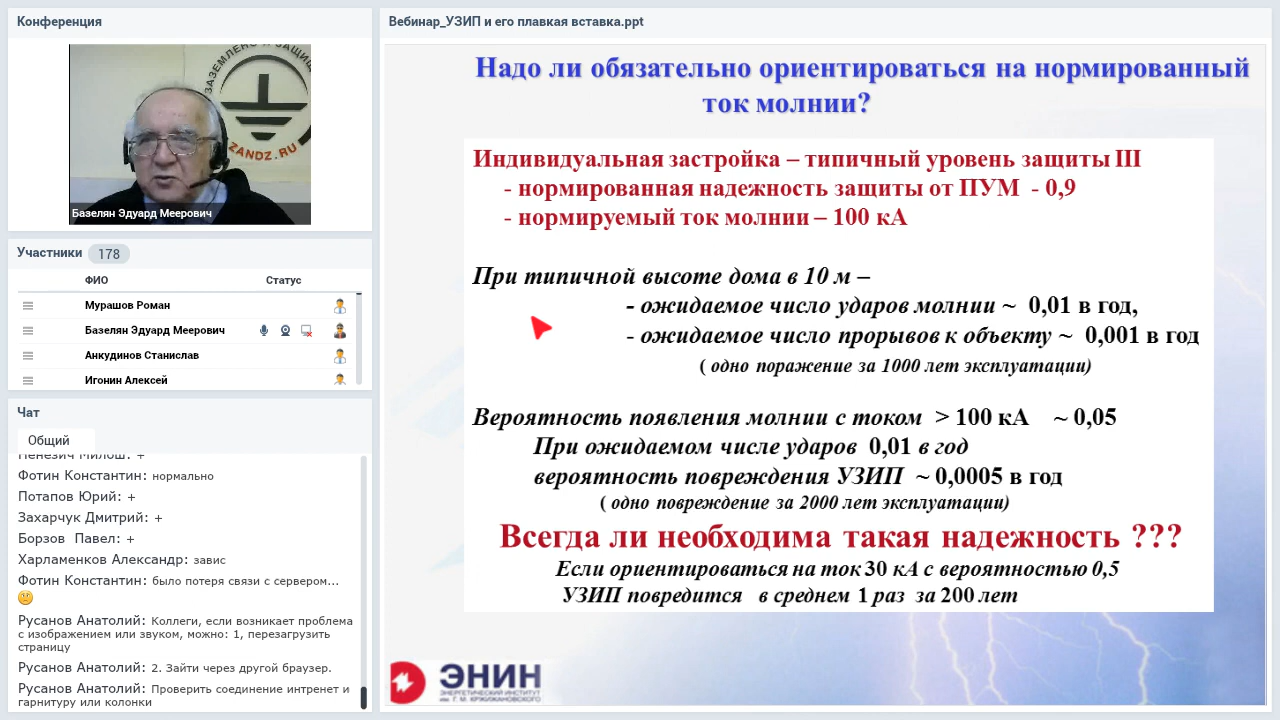 Конференция
ЗАЗЕМЛЕНО И ЗАЩИЩ
ZANDZ.RU
Базелян Эдуард Меерович
Участники 178
ФИО Статус
Мурашов Роман
Базелян Эдуард Меерович
Анкудинов Станислав
Игонин Алексей
Чат
Общий
Пенезич Милош: +
Фотин Константин: нормально
Потапов Юрий: +
Захарчук Дмитрий: +
Борзов Павел: +
Харламенков Александр: завис
Фотин Константин: было потеря связи с сервером...
Русанов Анатолий: Коллеги, если возникает проблема
с изображением или звуком, можно: 1, перезагрузить
страницу
Русанов Анатолий: 2. Зайти через другой браузер.
Русанов Анатолий: Проверить соединение интренет и
гарнитуру или колонки
Вебинар_УЗИП и его плавкая вставка.ppt
Надо ли обязательно ориентироваться на нормированный
ток молнии?
Индивидуальная застройка – типичный уровень защиты III
- нормированная надежность защиты от ПУМ - 0,9
- нормируемый ток молнии – 100 кА
При типичной высоте дома в 10 м –
- ожидаемое число ударов молнии ~ 0,01 в год,
- ожидаемое число прорывов к объекту ~ 0,001 в год
( одно поражение за 1000 лет эксплуатации)
Вероятность появления молнии с током > 100 кА ~ 0,05
При ожидаемом числе ударов 0,01 в год
вероятность повреждения УЗИП ~ 0,0005 в год
( одно повреждение за 2000 лет эксплуатации)
Всегда ли необходима такая надежность ???
Если ориентироваться на ток 30 кА с вероятностью 0,5
УЗИП повредится в среднем 1 раз за 200 лет
ЭНИН
ЭНЕРГЕТИЧЕСКИЙ ИНСТИТУТ
им. Г. М. КРЖИЖАНОВСКОГО